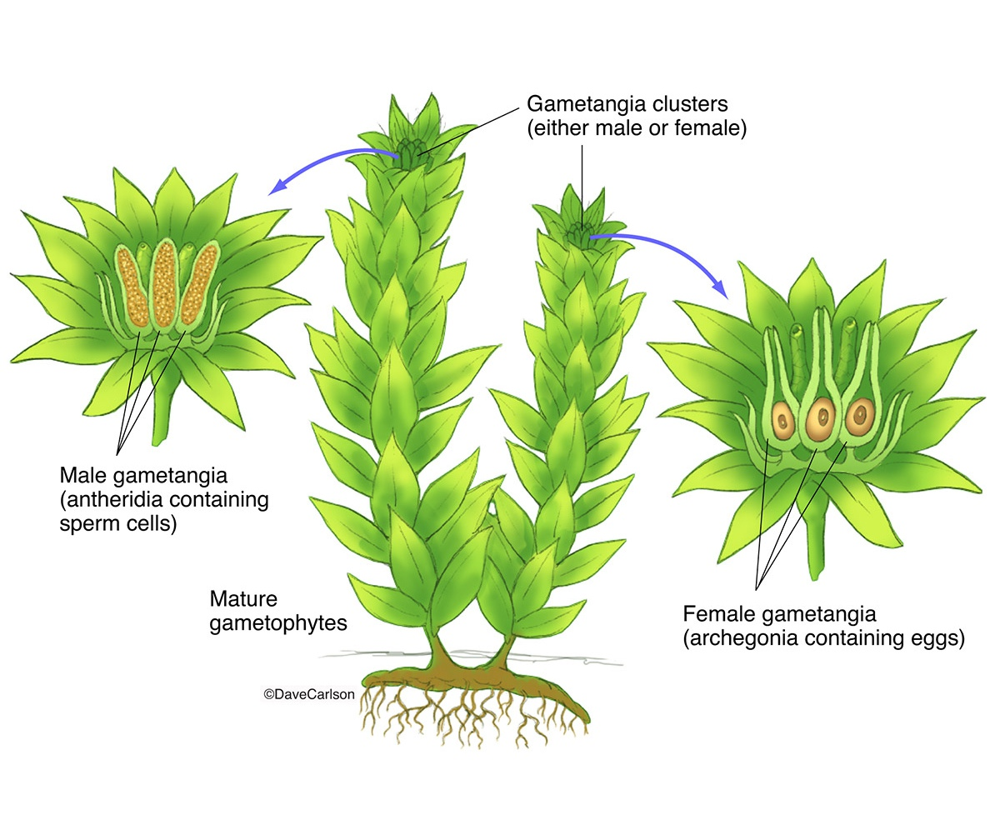 Gametangia clusters
(either male or female)
Male gametangia
(antheridia containing
sperm cells)
Mature
gametophytes
Female gametangia
(archegonia containing eggs)
©DaveCarlson